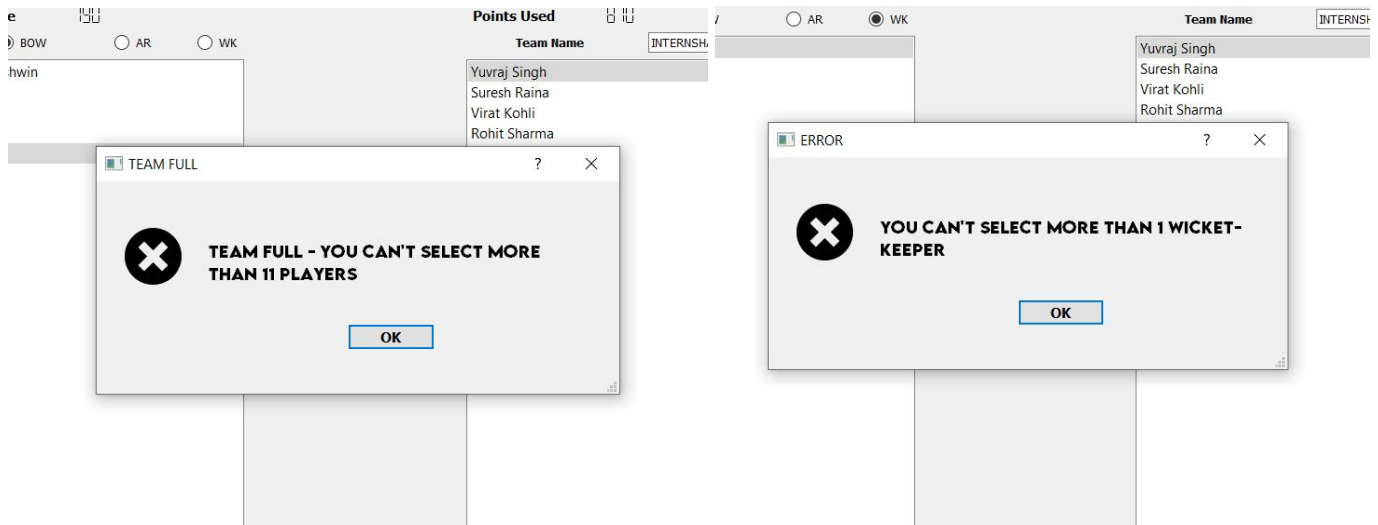 e 190 Points Used 810
BOW AR WK Team Name INTERNSH
hwin
Yuvraj Singh
Suresh Raina
Virat Kohli
Rohit Sharma
TEAM FULL ?
TEAM FULL - YOU CAN'T SELECT MORE
THAN 11 PLAYERS
OK
AR WK Team Name INTERNSH
Yuvraj Singh
Suresh Raina
Virat Kohli
Rohit Sharma
ERROR ?
YOU CAN'T SELECT MORE THAN 1 WICKET-
KEEPER
OK